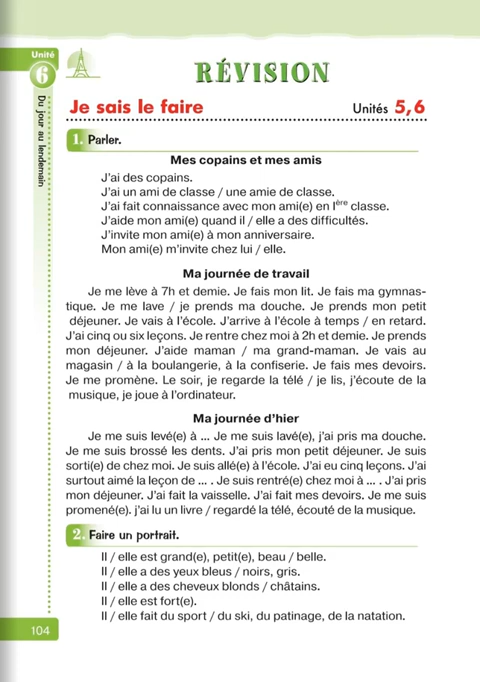 Unité
6
Du jour au lendemain
RÉVISION
Je sais le faire
Unités 5,6
1. Parler.
Mes copains et mes amis
J'ai des copains.
J'ai un ami de classe / une amie de classe.
J'ai fait connaissance avec mon ami(e) en Ière classe.
J'aide mon ami(e) quand il / elle a des difficultés.
J'invite mon ami(e) à mon anniversaire.
Mon ami(e) m'invite chez lui / elle.
Ma journée de travail
Je me lève à 7h et demie. Je fais mon lit. Je fais ma gymnas-
tique. Je me lave / je prends ma douche. Je prends mon petit
déjeuner. Je vais à l'école. J'arrive à l'école à temps / en retard.
J'ai cinq ou six leçons. Je rentre chez moi à 2h et demie. Je prends
mon déjeuner. J'aide maman / ma grand-maman. Je vais au
magasin / à la boulangerie, à la confiserie. Je fais mes devoirs.
Je me promène. Le soir, je regarde la télé / je lis, j'écoute de la
musique, je joue à l'ordinateur.
Ma journée d'hier
Je me suis levé(e) à ... Je me suis lavé(e), j'ai pris ma douche.
Je me suis brossé les dents. J'ai pris mon petit déjeuner. Je suis
sorti(e) de chez moi. Je suis allé(e) à l'école. J'ai eu cinq leçons. J'ai
surtout aimé la leçon de ... . Je suis rentré(e) chez moi à ... . J'ai pris
mon déjeuner. J'ai fait la vaisselle. J'ai fait mes devoirs. Je me suis
promené(e). j'ai lu un livre / regardé la télé, écouté de la musique.
2. Faire un portrait.
Il / elle est grand(e), petit(e), beau / belle.
Il / elle a des yeux bleus / noirs, gris.
Il / elle a des cheveux blonds / châtains.
Il / elle est fort(e).
Il / elle fait du sport / du ski, du patinage, de la natation.
104